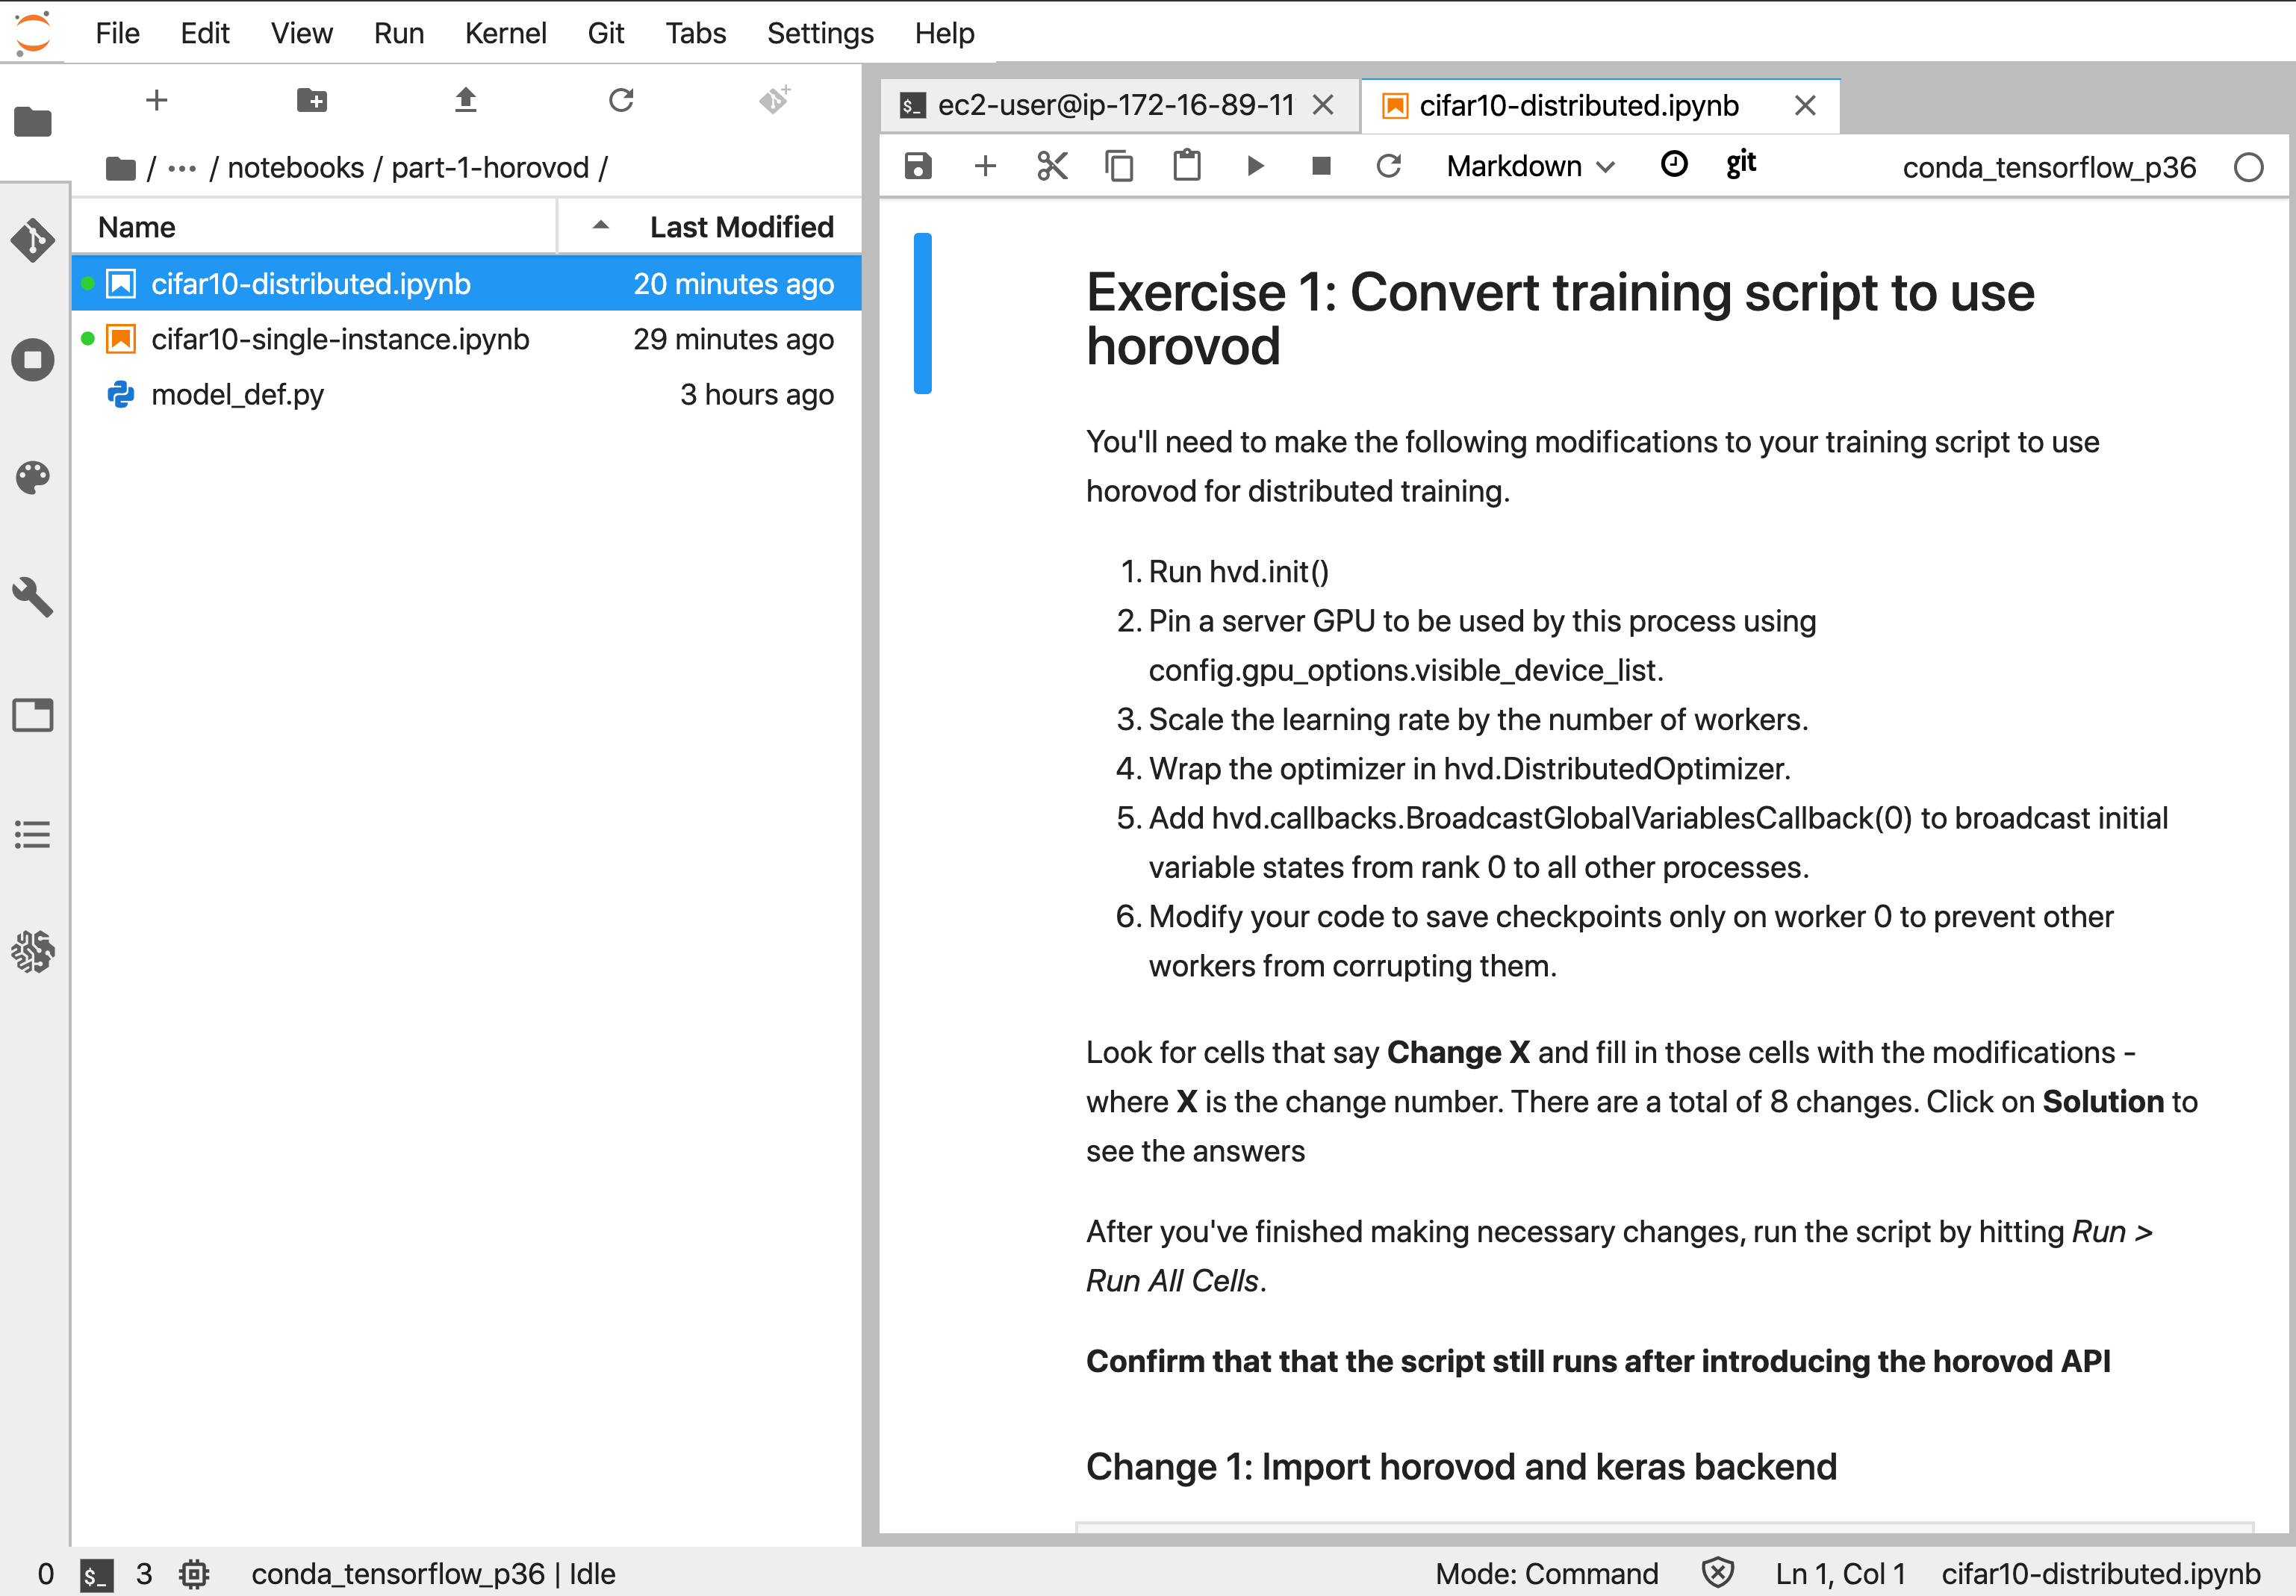 File Edit View Run Kernel Git Tabs Settings Help
/ ··· / notebooks / part-1-horovod /
Name Last Modified
cifar10-distributed.ipynb 20 minutes ago
cifar10-single-instance.ipynb 29 minutes ago
model_def.py 3 hours ago
$_ ec2-user@ip-172-16-89-11
cifar10-distributed.ipynb
Markdown git conda_tensorflow_p36
Exercise 1: Convert training script to use
horovod
You'll need to make the following modifications to your training script to use
horovod for distributed training.
1. Run hvd.init()
2. Pin a server GPU to be used by this process using
config.gpu_options.visible_device_list.
3. Scale the learning rate by the number of workers.
4. Wrap the optimizer in hvd.DistributedOptimizer.
5. Add hvd.callbacks.BroadcastGlobalVariablesCallback(0) to broadcast initial
variable states from rank 0 to all other processes.
6. Modify your code to save checkpoints only on worker 0 to prevent other
workers from corrupting them.
Look for cells that say Change X and fill in those cells with the modifications -
where X is the change number. There are a total of 8 changes. Click on Solution to
see the answers
After you've finished making necessary changes, run the script by hitting Run >
Run All Cells.
Confirm that that the script still runs after introducing the horovod API
Change 1: Import horovod and keras backend
0 $_ 3 conda_tensorflow_p36 | Idle
Mode: Command Ln 1, Col 1 cifar10-distributed.ipynb